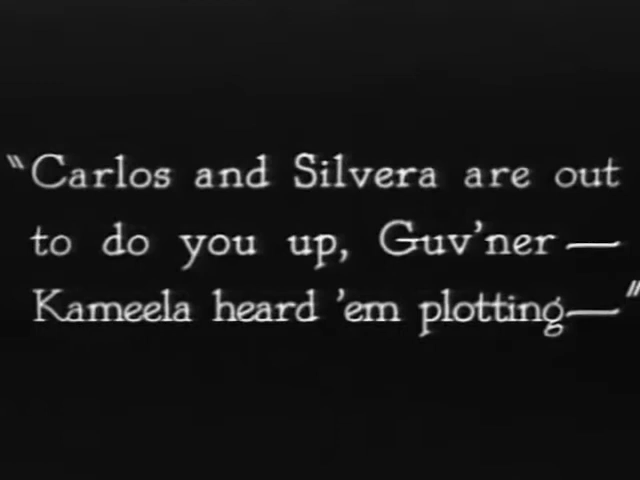 "Carlos and Silvera are out
to do you up, Guv'ner—
Kameela heard 'em plotting—"